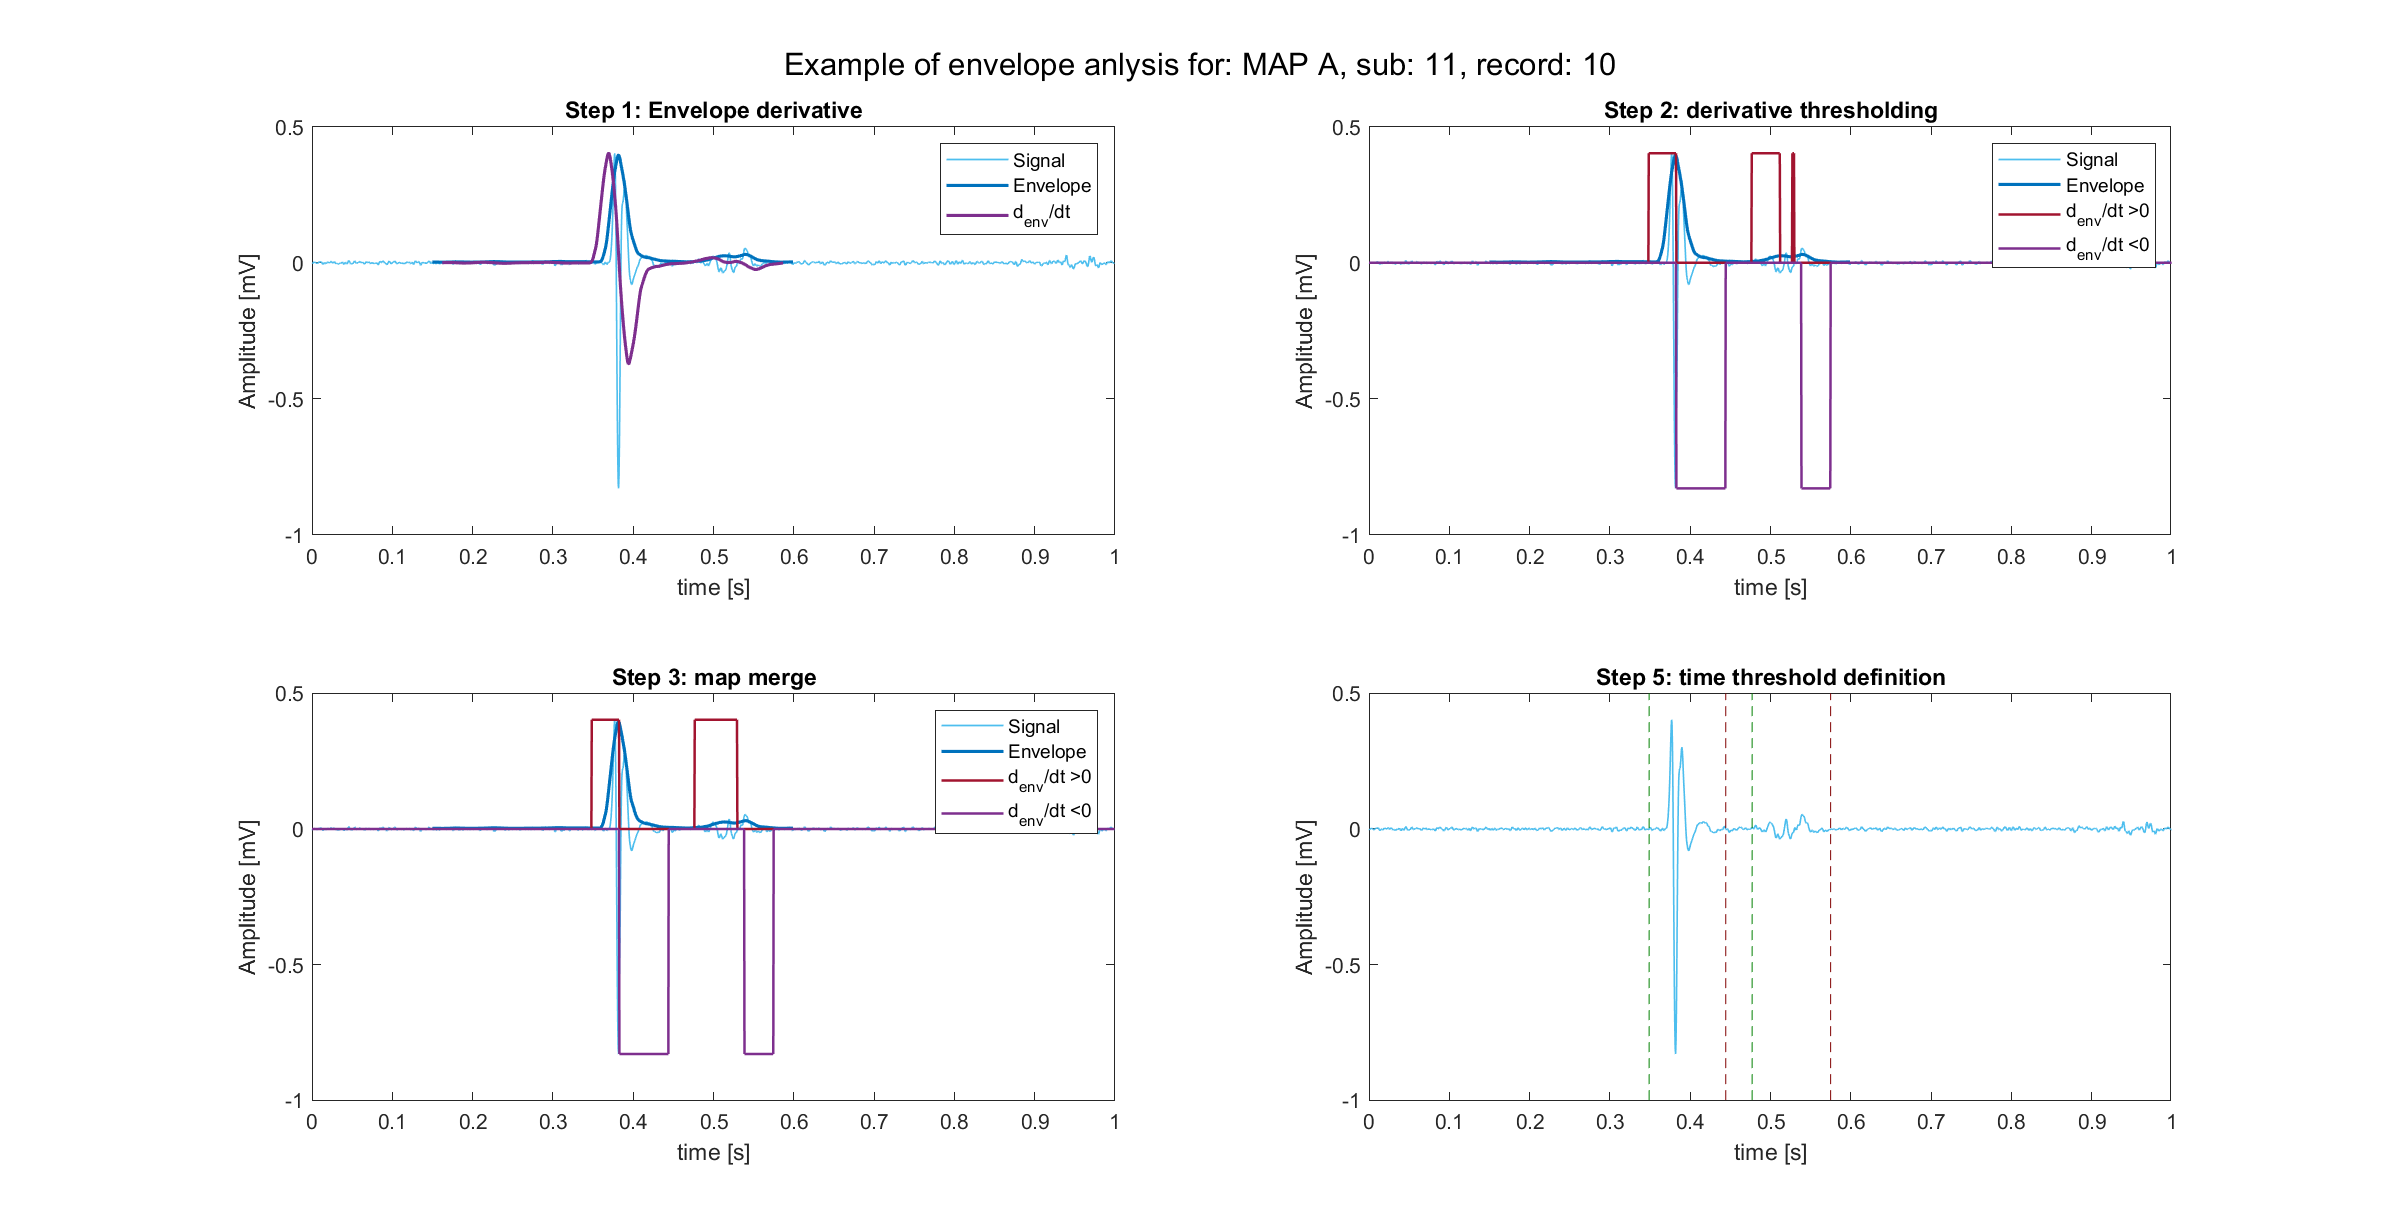 Example of envelope anlysis for: MAP A, sub: 11, record: 10
Step 1: Envelope derivative
0.5
0
-0.5
-1
Amplitude [mV]
0 0.1 0.2 0.3 0.4 0.5 0.6 0.7 0.8 0.9 1
time [s]
Signal
Envelope
d_env/dt
Step 2: derivative thresholding
0.5
0
-0.5
-1
Amplitude [mV]
0 0.1 0.2 0.3 0.4 0.5 0.6 0.7 0.8 0.9 1
time [s]
Signal
Envelope
d_env/dt >0
d_env/dt <0
Step 3: map merge
0.5
0
-0.5
-1
Amplitude [mV]
0 0.1 0.2 0.3 0.4 0.5 0.6 0.7 0.8 0.9 1
time [s]
Signal
Envelope
d_env/dt >0
d_env/dt <0
Step 5: time threshold definition
0.5
0
-0.5
-1
Amplitude [mV]
0 0.1 0.2 0.3 0.4 0.5 0.6 0.7 0.8 0.9 1
time [s]